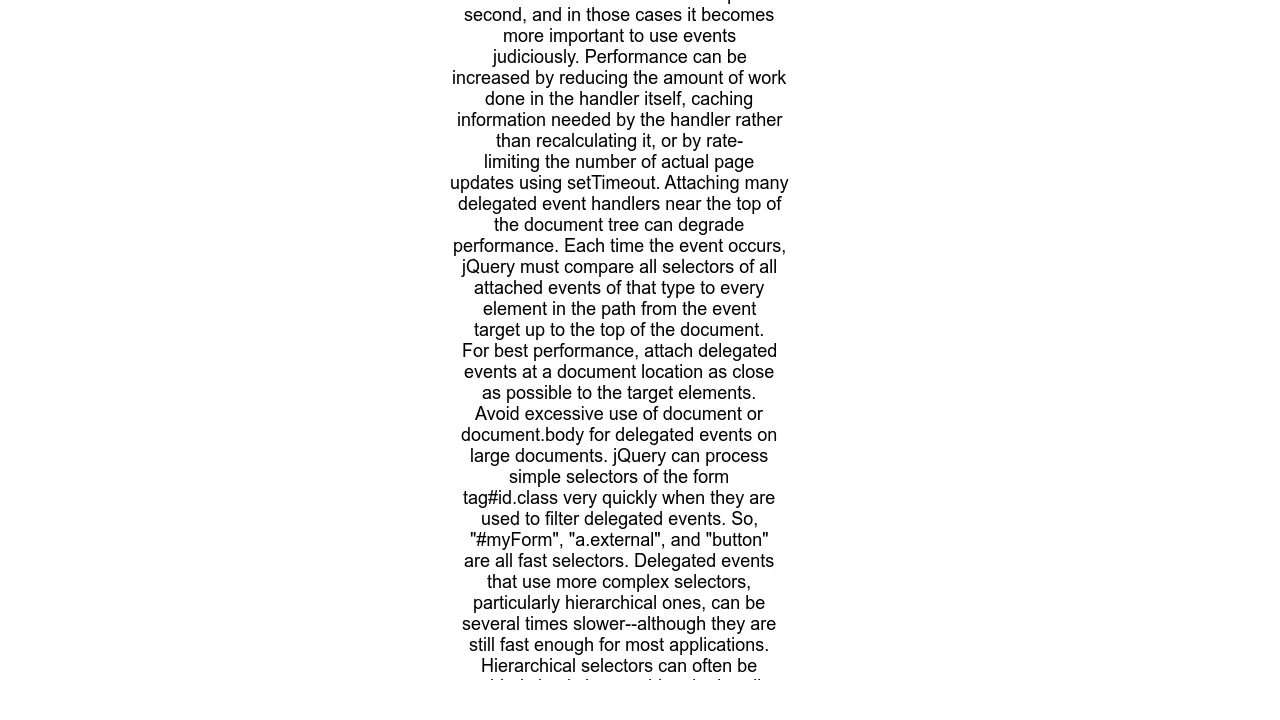 second, and in those cases it becomes
more important to use events
judiciously. Performance can be
increased by reducing the amount of work
done in the handler itself, caching
information needed by the handler rather
than recalculating it, or by rate-
limiting the number of actual page
updates using setTimeout. Attaching many
delegated event handlers near the top of
the document tree can degrade
performance. Each time the event occurs,
jQuery must compare all selectors of all
attached events of that type to every
element in the path from the event
target up to the top of the document.
For best performance, attach delegated
events at a document location as close
as possible to the target elements.
Avoid excessive use of document or
document.body for delegated events on
large documents. jQuery can process
simple selectors of the form
tag#id.class very quickly when they are
used to filter delegated events. So,
"#myForm", "a.external", and "button"
are all fast selectors. Delegated events
that use more complex selectors,
particularly hierarchical ones, can be
several times slower--although they are
still fast enough for most applications.
Hierarchical selectors can often be